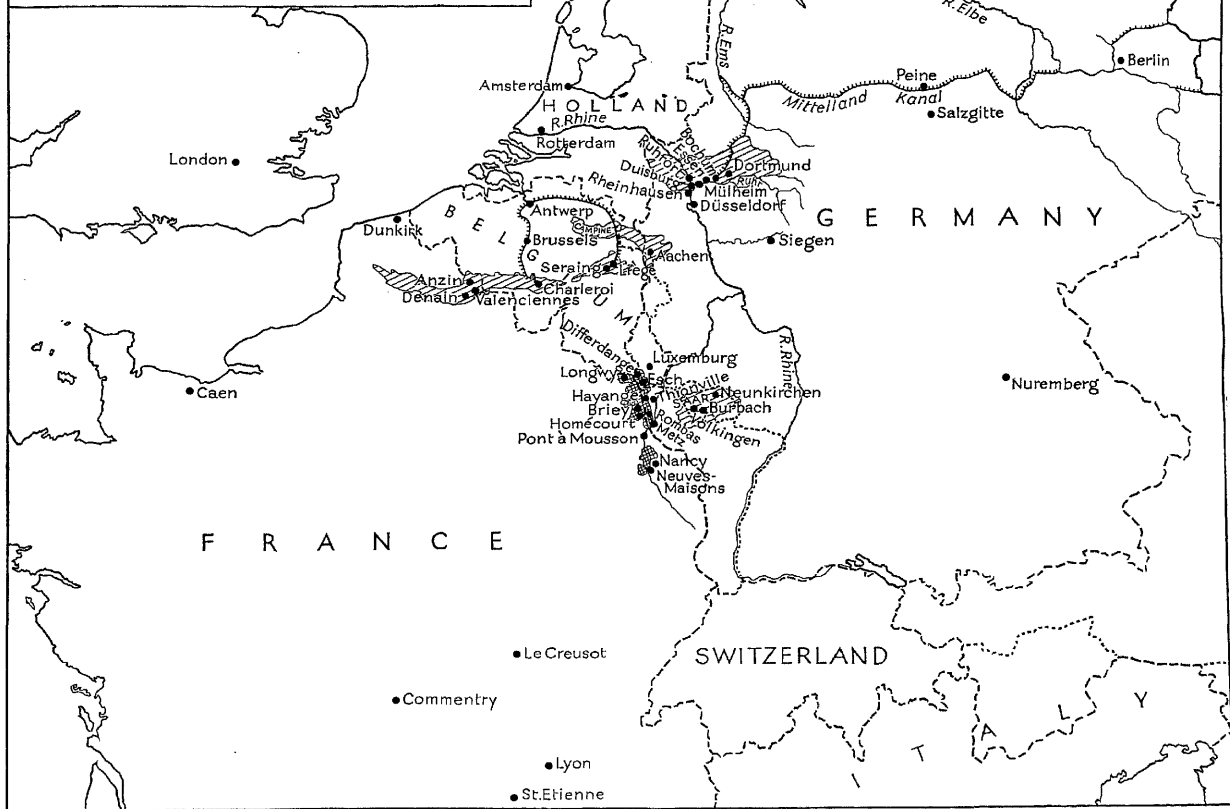 R. Elbe
R. Ems
Berlin
Amsterdam
HOLLAND
Peine
Mittelland Kanal
Salzgitte
R. Rhine
Rotterdam
London
Bochum
Essen
Ruhrort
Dortmund
Duisburg
RUHR
Rheinhausen
Mülheim
Düsseldorf
GERMANY
Antwerp
CAMPINE
Dunkirk
BELGIUM
Brussels
Siegen
Aachen
Seraing
Liege
Anzin
Charleroi
Denain
Valenciennes
Differdange
Luxemburg
R. Rhine
Longwy
Esch
Thionville
Neunkirchen
Nuremberg
Caen
Hayange
SAAR
Briey
Burbach
Homécourt
Rombas
Völkingen
Metz
Pont à Mousson
Nancy
Neuves-
Maisons
FRANCE
Le Creusot
SWITZERLAND
Commentry
ITALY
Lyon
St. Etienne